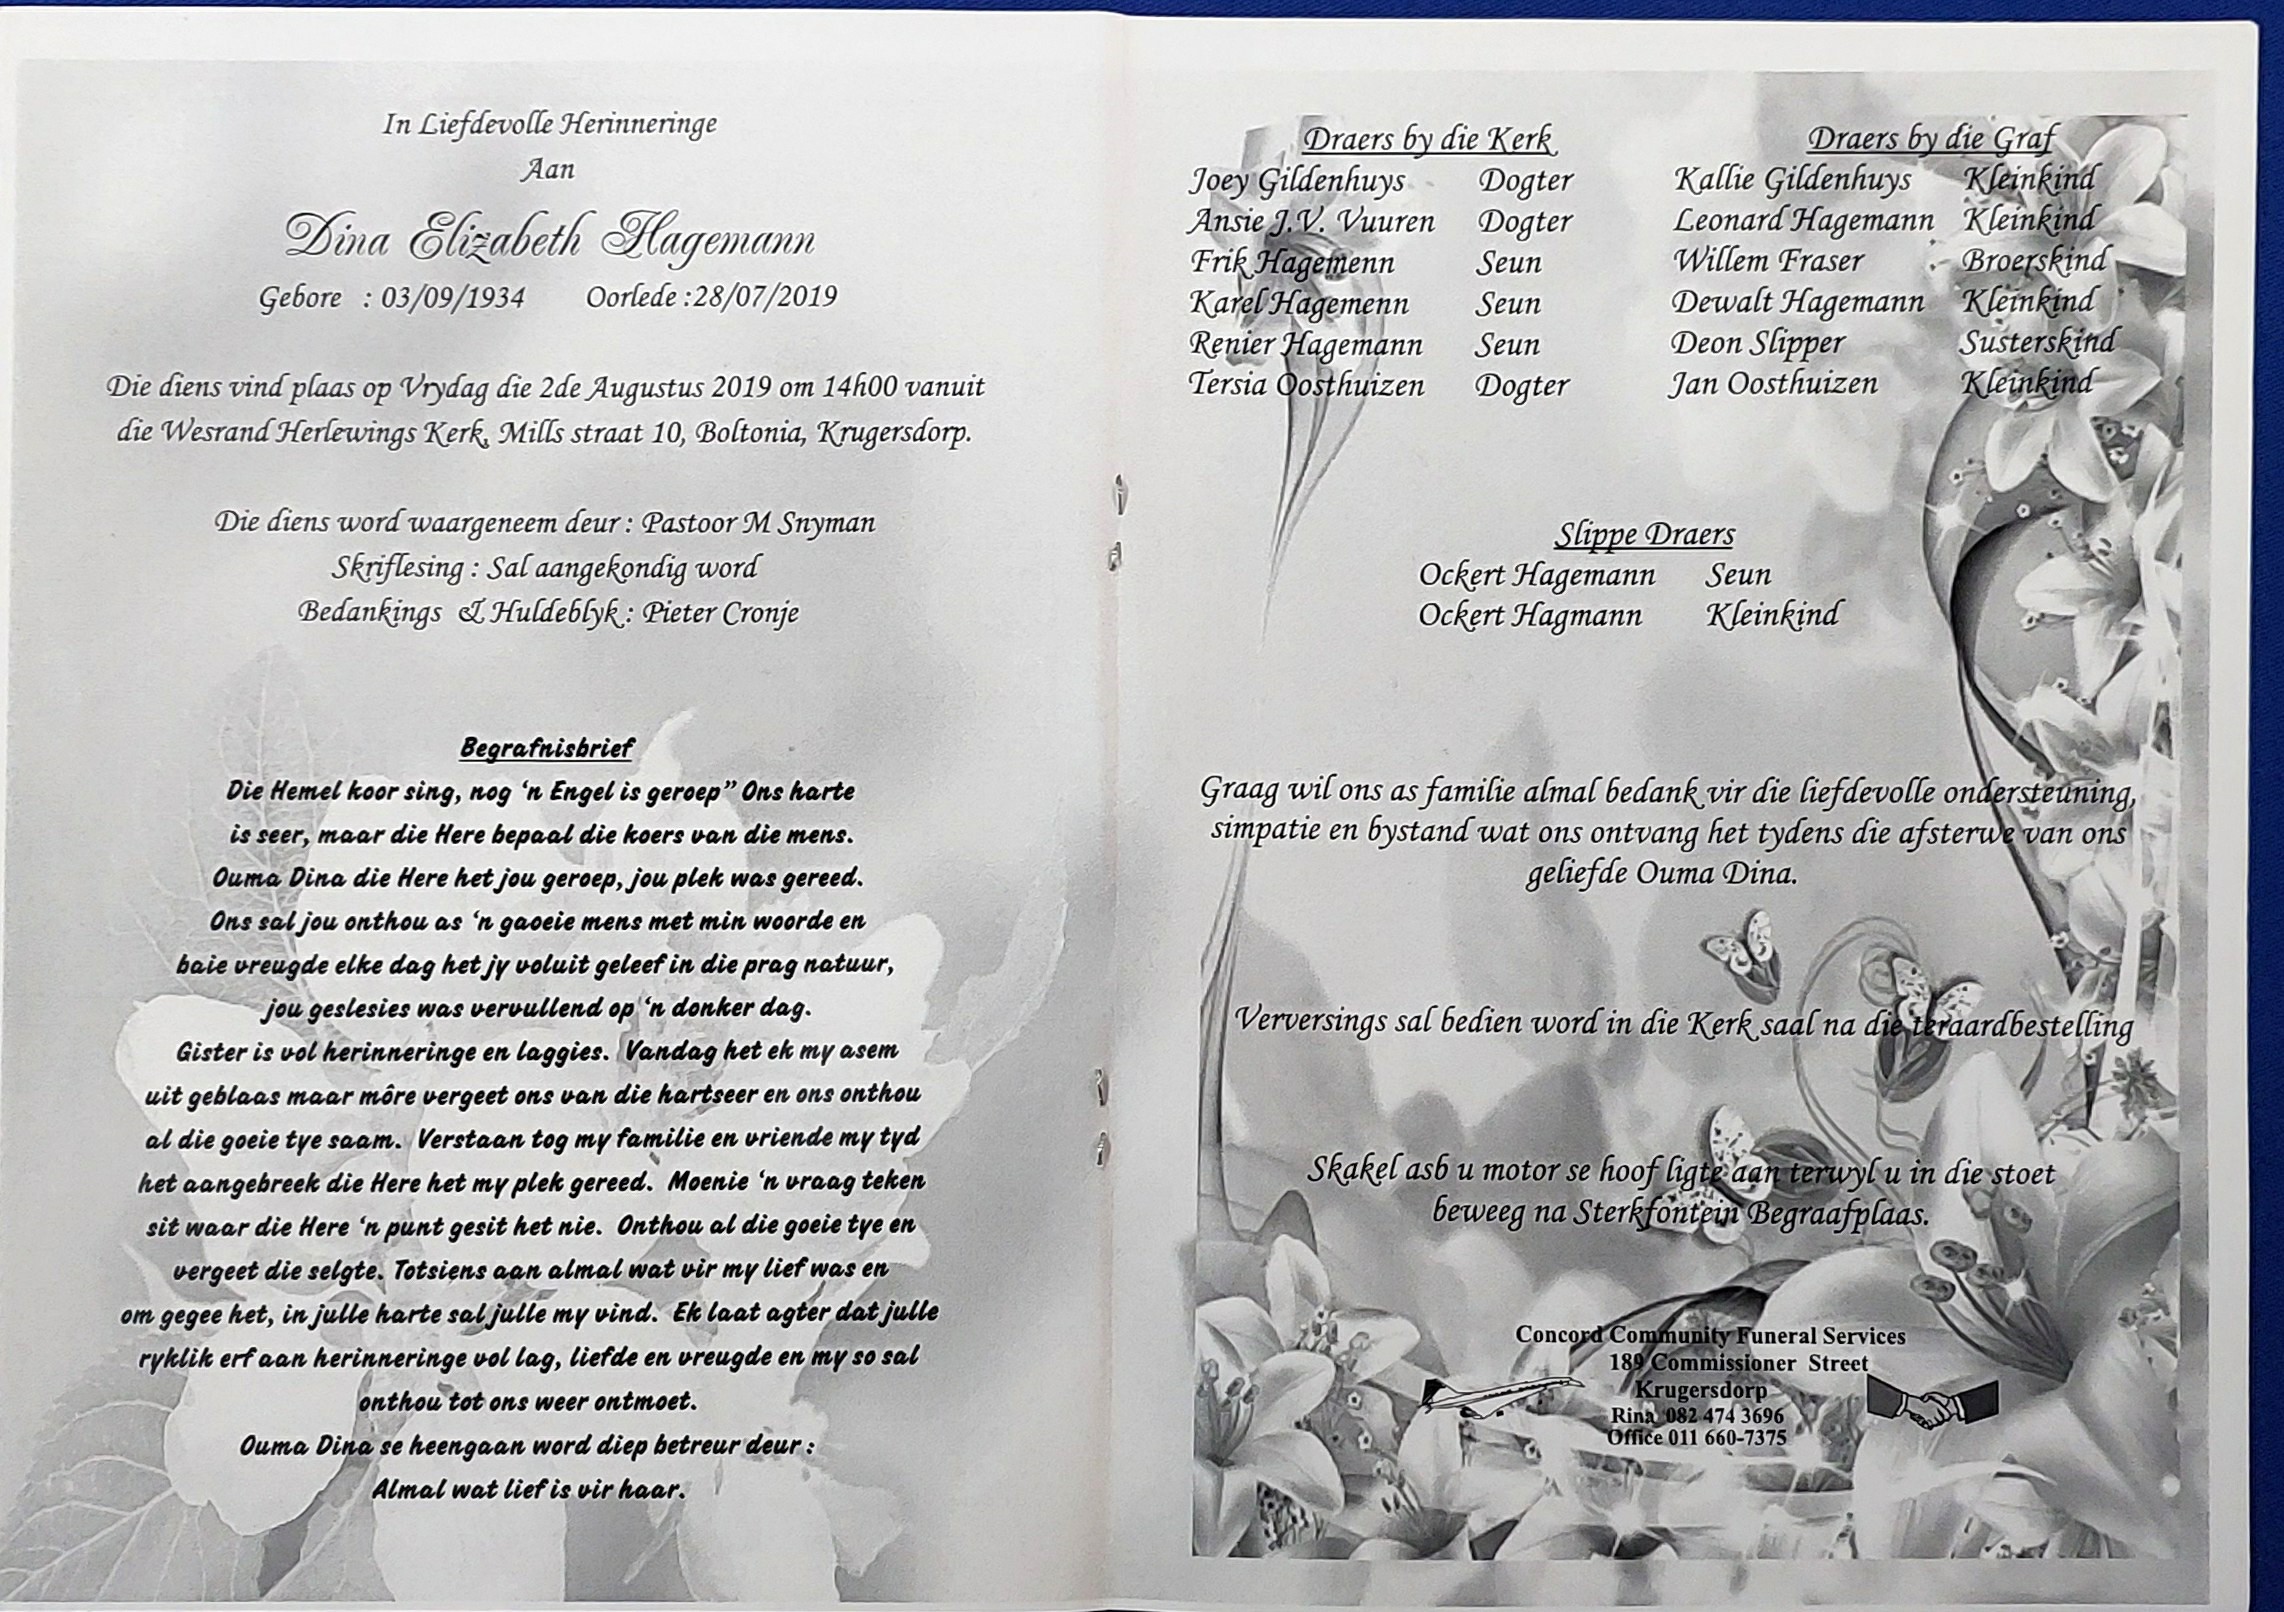 In Liefdevolle Herinneringe
Aan
Dina Elizabeth Hagemann
Gebore : 03/09/1934 Oorlede :28/07/2019
Die diens vind plaas op Vrydag die 2de Augustus 2019 om 14h00 vanuit
die Wesrand Herlewings Kerk, Mills straat 10, Boltonia, Krugersdorp.
Die diens word waargeneem deur : Pastoor M Snyman
Skriflesing : Sal aangekondig word
Bedankings & Huldeblyk : Pieter Cronje
Begrafnisbrief
Die Hemel koor sing, nog ‘n Engel is geroep” Ons harte
is seer, maar die Here bepaal die koers van die mens.
Ouma Dina die Here het jou geroep, jou plek was gereed.
Ons sal jou onthou as ‘n gaoeie mens met min woorde en
baie vreugde elke dag het jy voluit geleef in die prag natuur,
jou geslesies was vervullend op ‘n donker dag.
Gister is vol herinneringe en laggies. Vandag het ek my asem
uit geblaas maar môre vergeet ons van die hartseer en ons onthou
al die goeie tye saam. Verstaan tog my familie en vriende my tyd
het aangebreek die Here het my plek gereed. Moenie ‘n vraag teken
sit waar die Here ‘n punt gesit het nie. Onthou al die goeie tye en
vergeet die selgte. Totsiens aan almal wat vir my lief was en
om gegee het, in julle harte sal julle my vind. Ek laat agter dat julle
ryklik erf aan herinneringe vol lag, liefde en vreugde en my so sal
onthou tot ons weer ontmoet.
Ouma Dina se heengaan word diep betreur deur :
Almal wat lief is vir haar.
Draers by die Kerk
Joey Gildenhuys Dogter
Ansie J.V. Vuuren Dogter
Frik Hagemenn Seun
Karel Hagemenn Seun
Renier Hagemann Seun
Tersia Oosthuizen Dogter
Draers by die Graf
Kallie Gildenhuys Kleinkind
Leonard Hagemann Kleinkind
Willem Fraser Broerskind
Dewalt Hagemann Kleinkind
Deon Slipper Susterskind
Jan Oosthuizen Kleinkind
Slippe Draers
Ockert Hagemann Seun
Ockert Hagmann Kleinkind
Graag wil ons as familie almal bedank vir die liefdevolle ondersteuning,
simpatie en bystand wat ons ontvang het tydens die afsterwe van ons
geliefde Ouma Dina.
Verversings sal bedien word in die Kerk saal na die teraardbestelling
Skakel asb u motor se hoof ligte aan terwyl u in die stoet
beweeg na Sterkfontein Begraafplaas.
Concord Community Funeral Services
189 Commissioner Street
Krugersdorp
Rina 082 474 3696
Office 011 660-7375